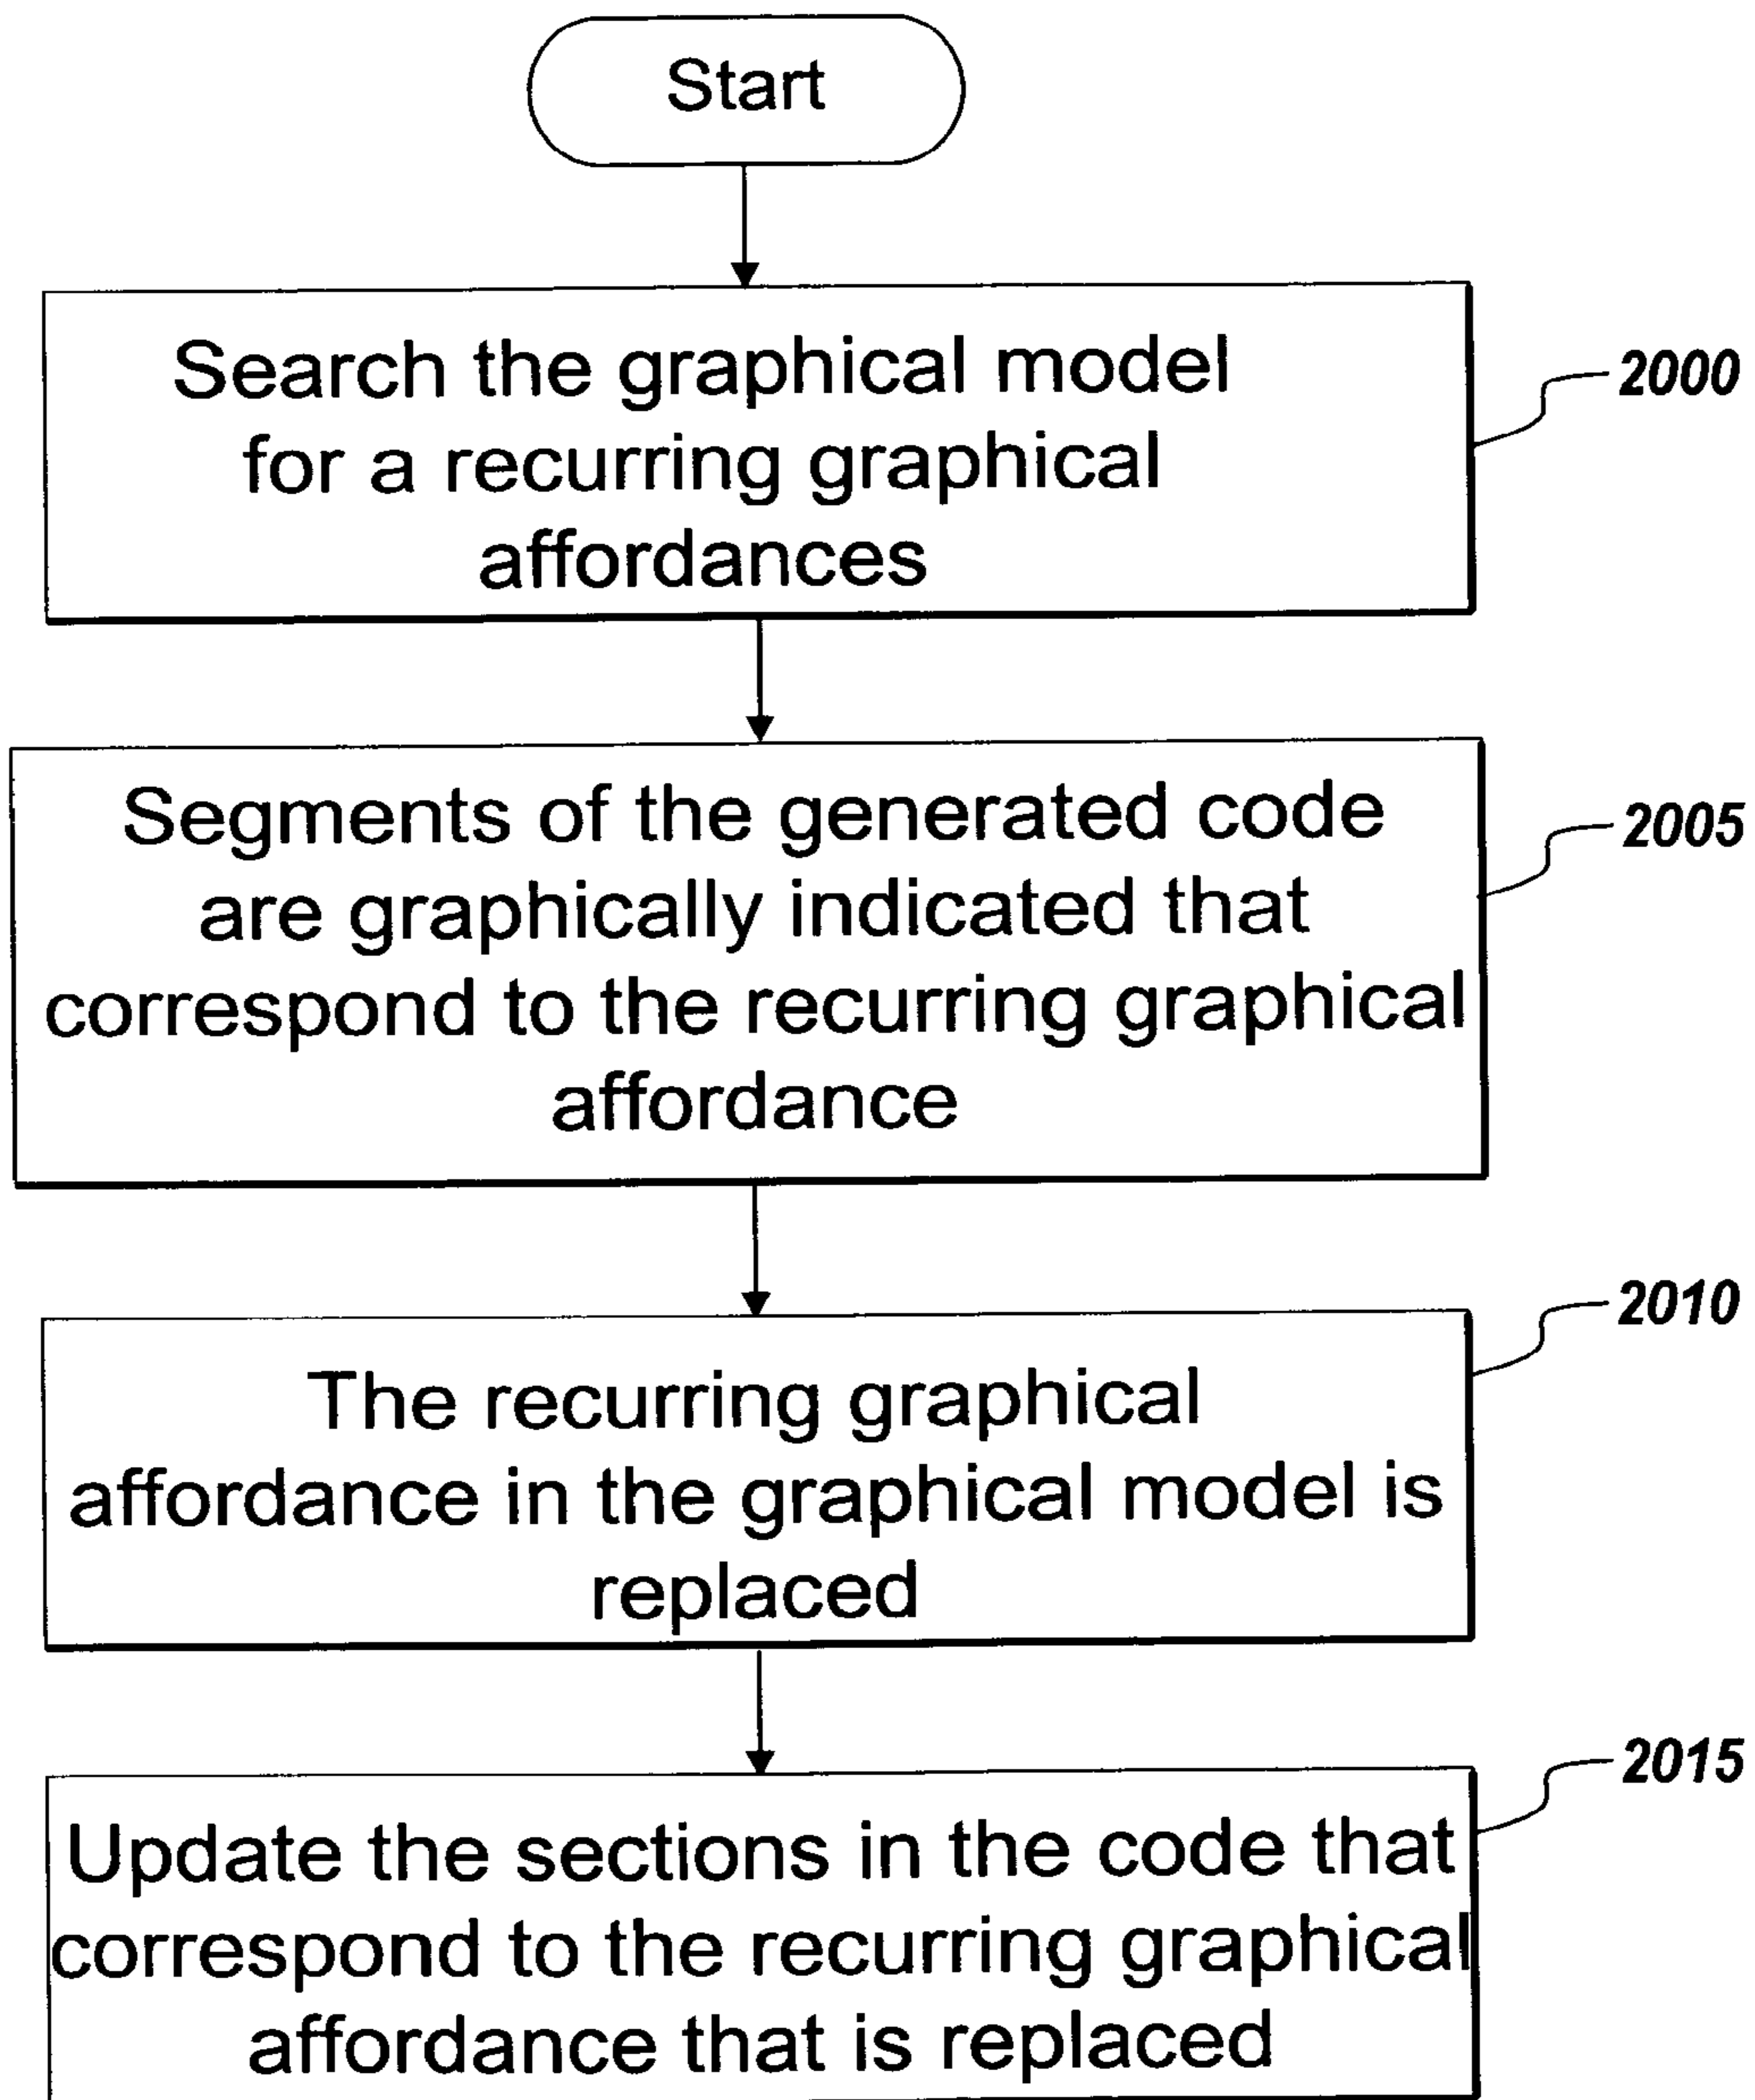 Start
Search the graphical model
for a recurring graphical
affordances
2000
Segments of the generated code
are graphically indicated that
correspond to the recurring graphical
affordance
2005
The recurring graphical
affordance in the graphical model is
replaced
2010
Update the sections in the code that
correspond to the recurring graphical
affordance that is replaced
2015